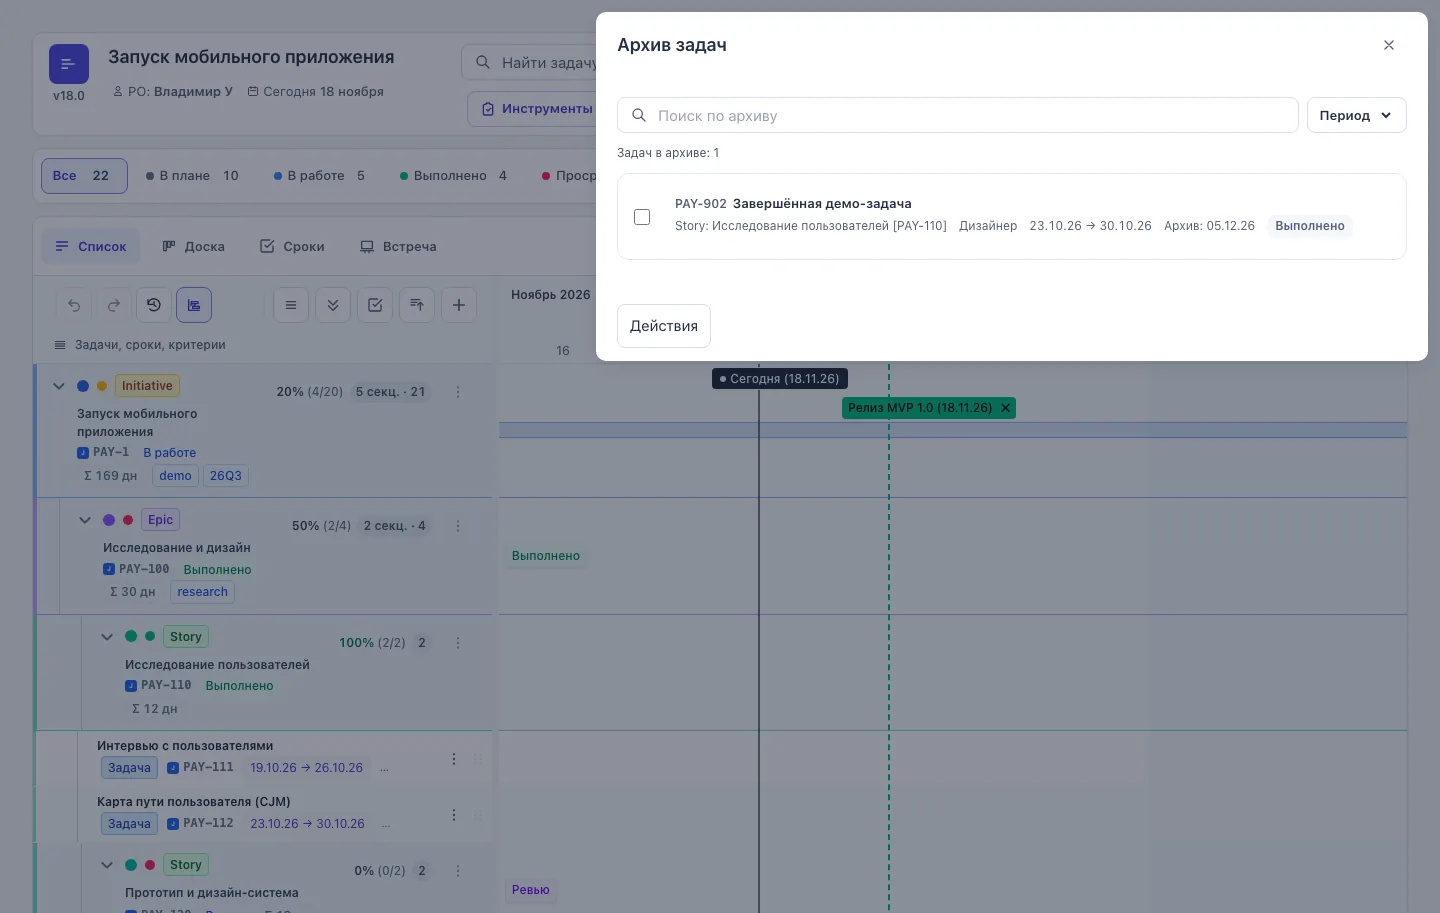 Запуск мобильного приложения
v18.0
PO: Владимир У
Сегодня 18 ноября
Найти задачу
Инструменты
Все 22
В плане 10
В работе 5
Выполнено 4
Список
Доска
Сроки
Встреча
Задачи, сроки, критерии
Ноябрь 2026
16
Архив задач
Поиск по архиву
Период
Задач в архиве: 1
PAY-902 Завершённая демо-задача
Story: Исследование пользователей [PAY-110] Дизайнер 23.10.26 → 30.10.26 Архив: 05.12.26 Выполнено
Действия
Сегодня (18.11.26)
Релиз MVP 1.0 (18.11.26)
Initiative
20% (4/20) 5 секц. · 21
Запуск мобильного
приложения
PAY-1 В работе
Σ 169 дн demo 26Q3
Epic
50% (2/4) 2 секц. · 4
Исследование и дизайн
PAY-100 Выполнено
Σ 30 дн research
Выполнено
Story
100% (2/2) 2
Исследование пользователей
PAY-110 Выполнено
Σ 12 дн
Интервью с пользователями
Задача PAY-111 19.10.26 → 26.10.26 ...
Карта пути пользователя (CJM)
Задача PAY-112 23.10.26 → 30.10.26 ...
Story
0% (0/2) 2
Прототип и дизайн-система
Ревью